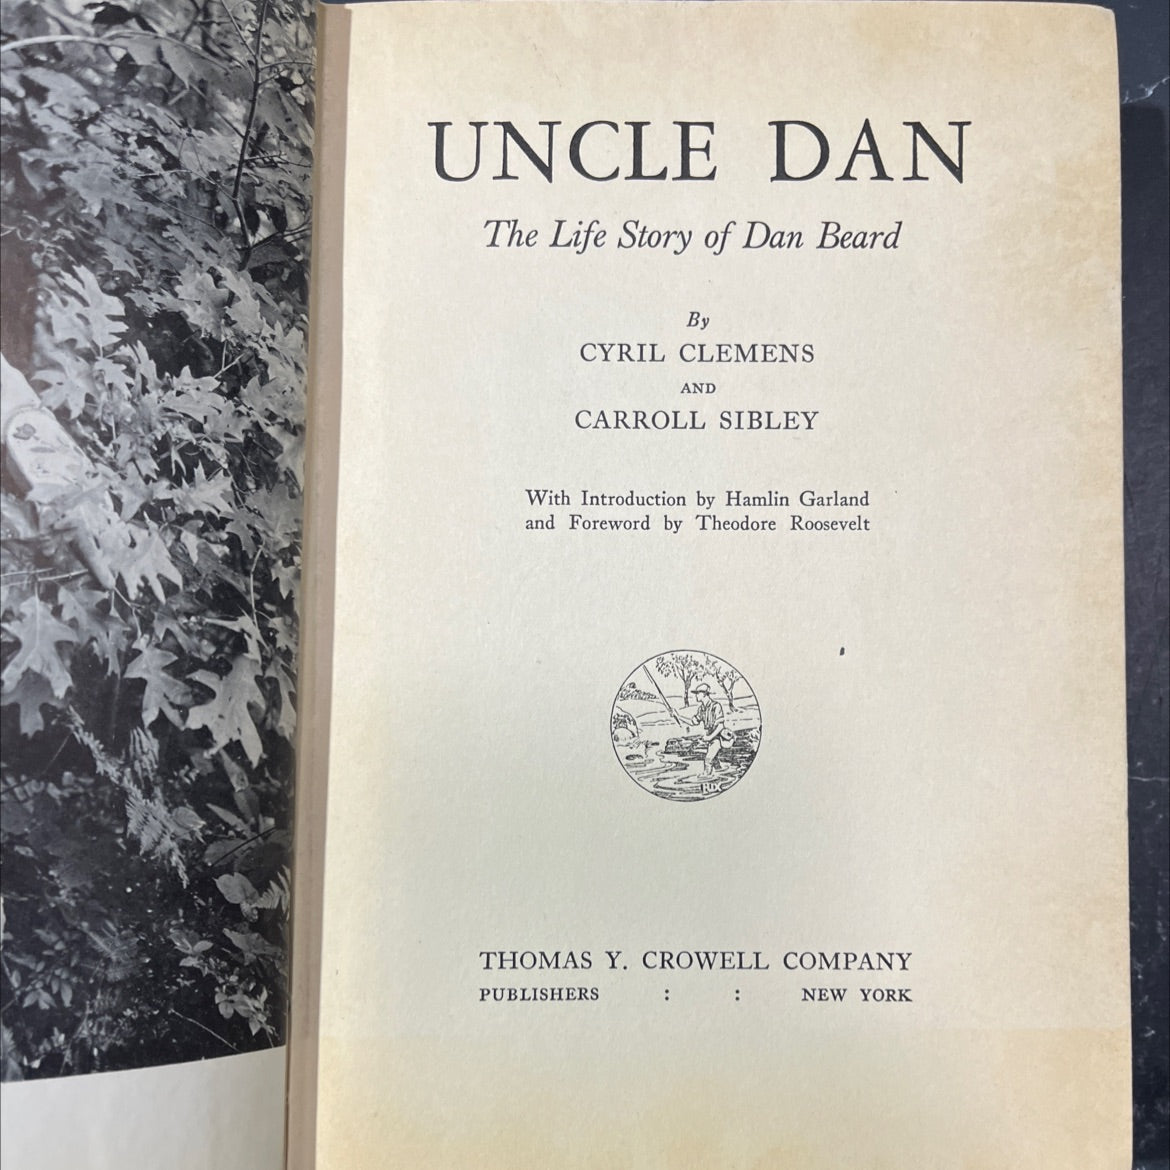 UNCLE DAN
The Life Story of Dan Beard
By
CYRIL CLEMENS
AND
CARROLL SIBLEY
With Introduction by Hamlin Garland
and Foreword by Theodore Roosevelt
THOMAS Y. CROWELL COMPANY
PUBLISHERS : : NEW YORK